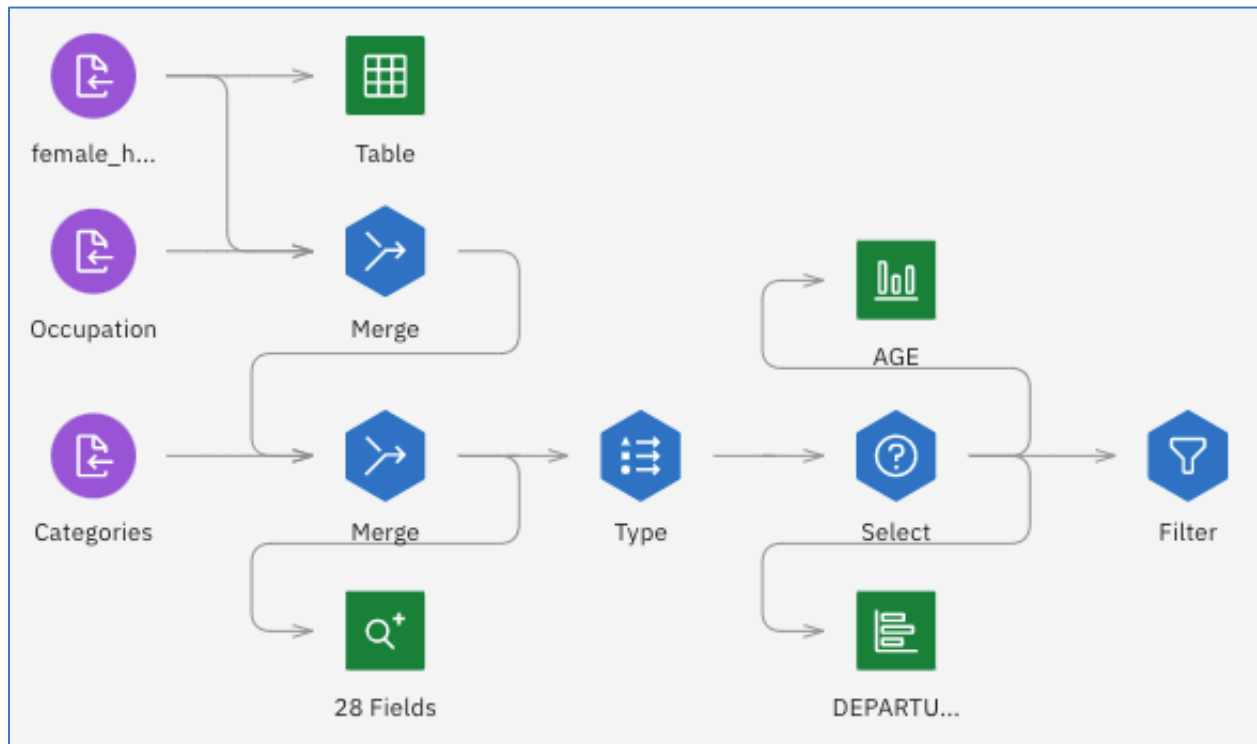 female_h...
Table
Occupation
Merge
AGE
Categories
Merge
Type
Select
Filter
28 Fields
DEPARTU...